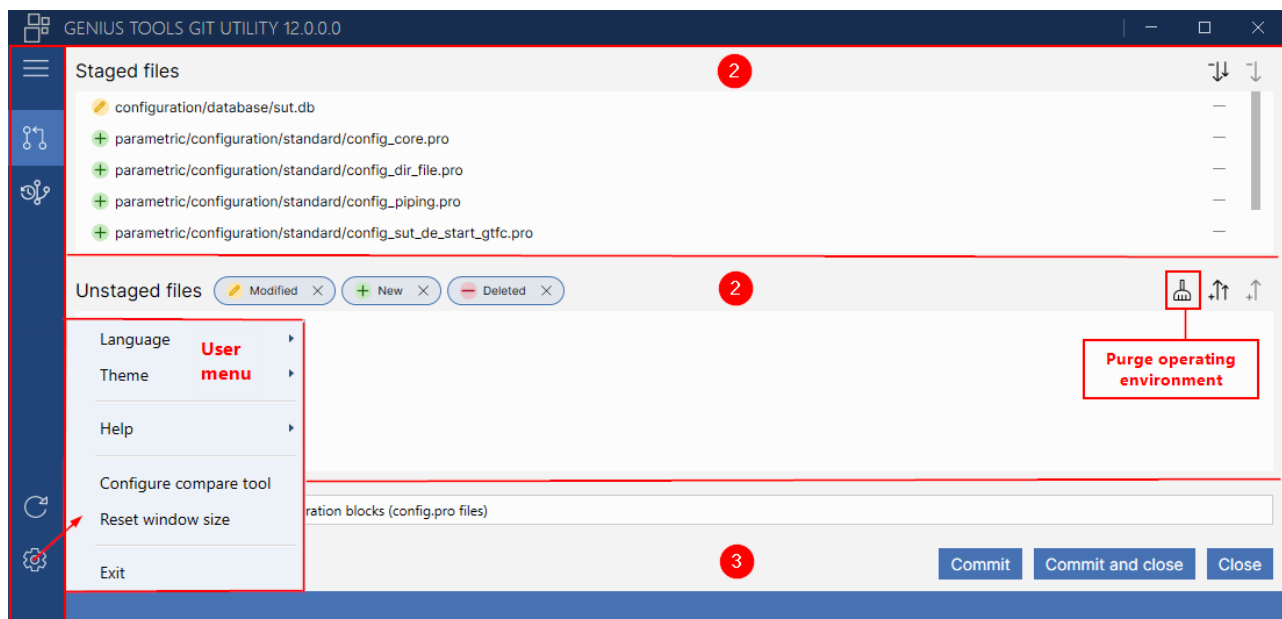 GENIUS TOOLS GIT UTILITY 12.0.0.0
Staged files
2
configuration/database/sut.db
parametric/configuration/standard/config_core.pro
parametric/configuration/standard/config_dir_file.pro
parametric/configuration/standard/config_piping.pro
parametric/configuration/standard/config_sut_de_start_gtfc.pro
Unstaged files
Modified
New
Deleted
2
Language
Theme
User
menu
Help
Configure compare tool
Reset window size
Exit
Purge operating
environment
ration blocks (config.pro files)
3
Commit
Commit and close
Close